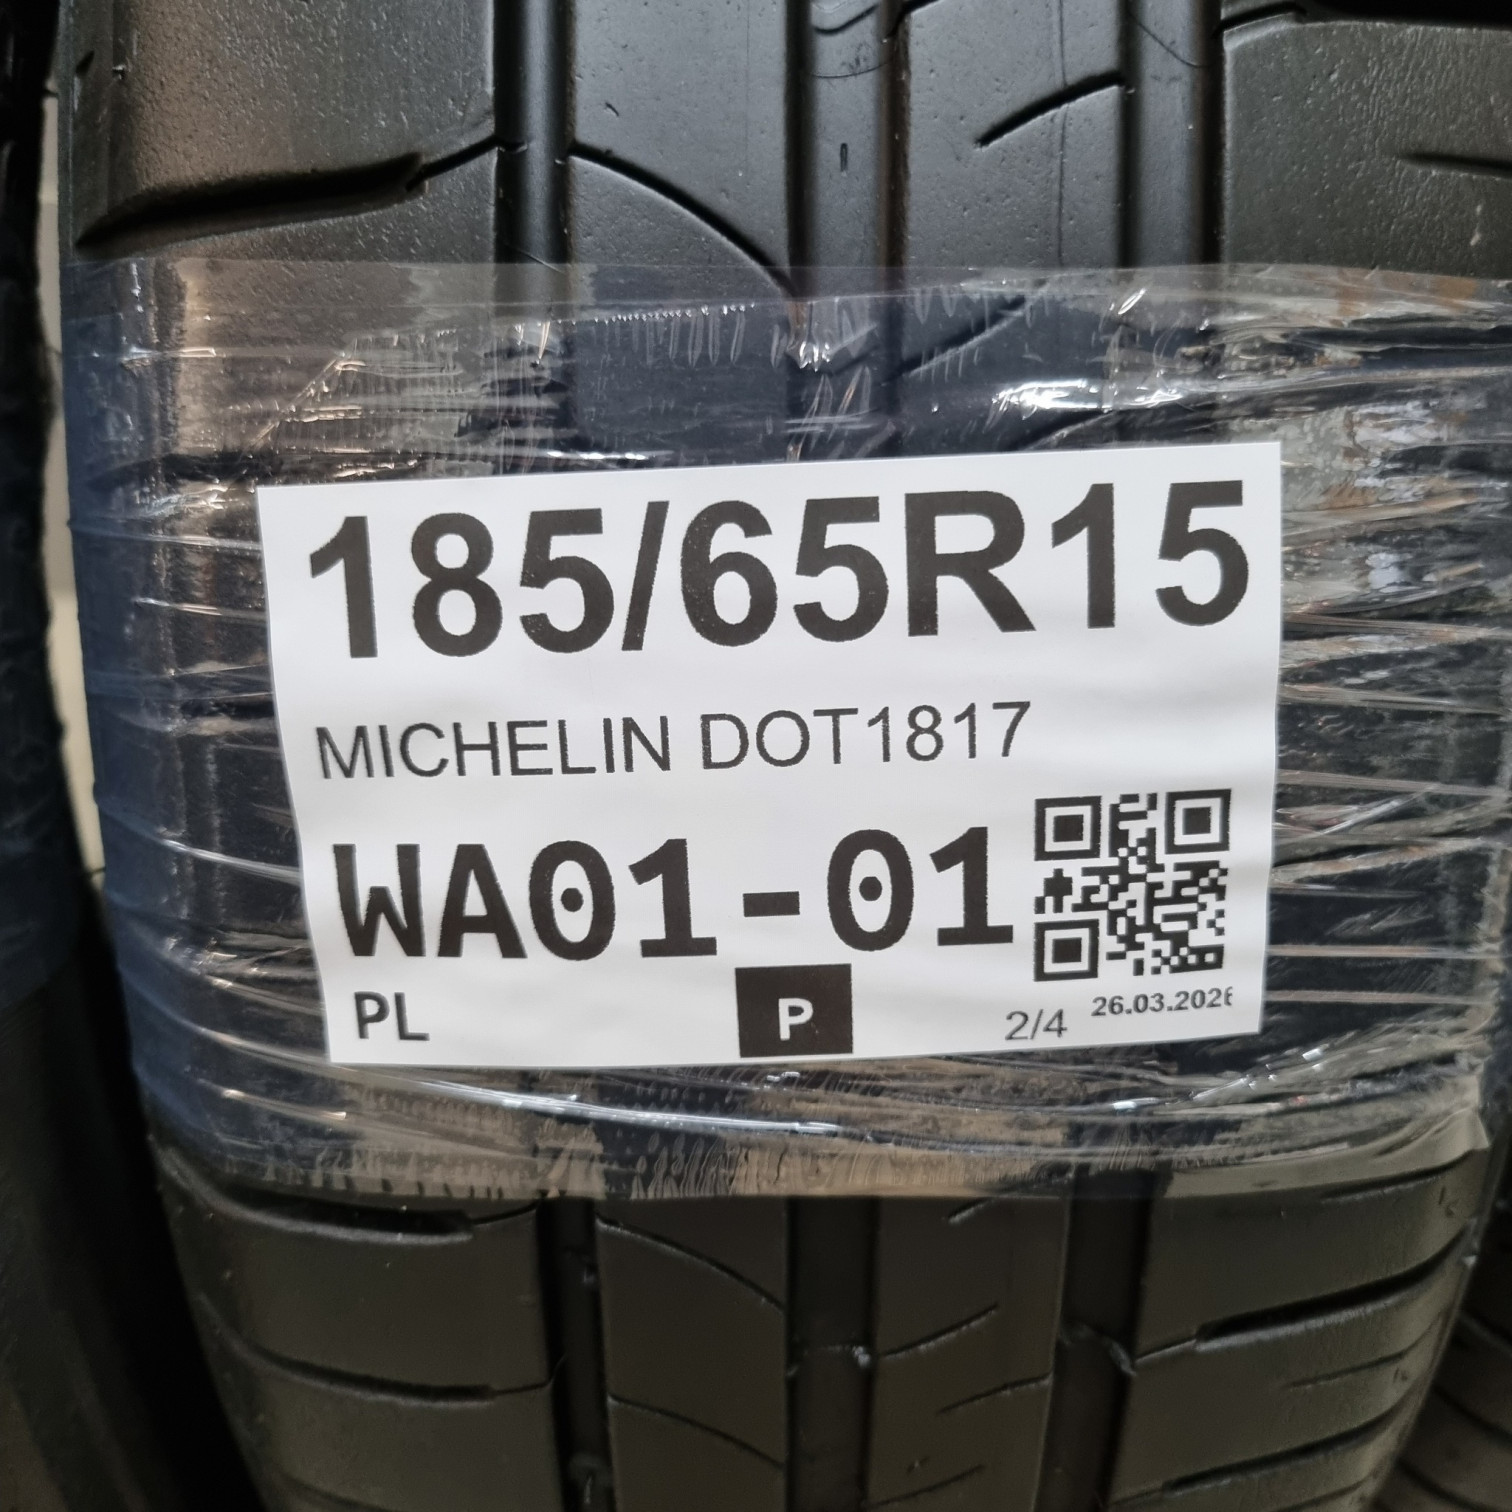 185/65R15
MICHELIN DOT1817
WA01-01
PL P 2/4 26.03.2026